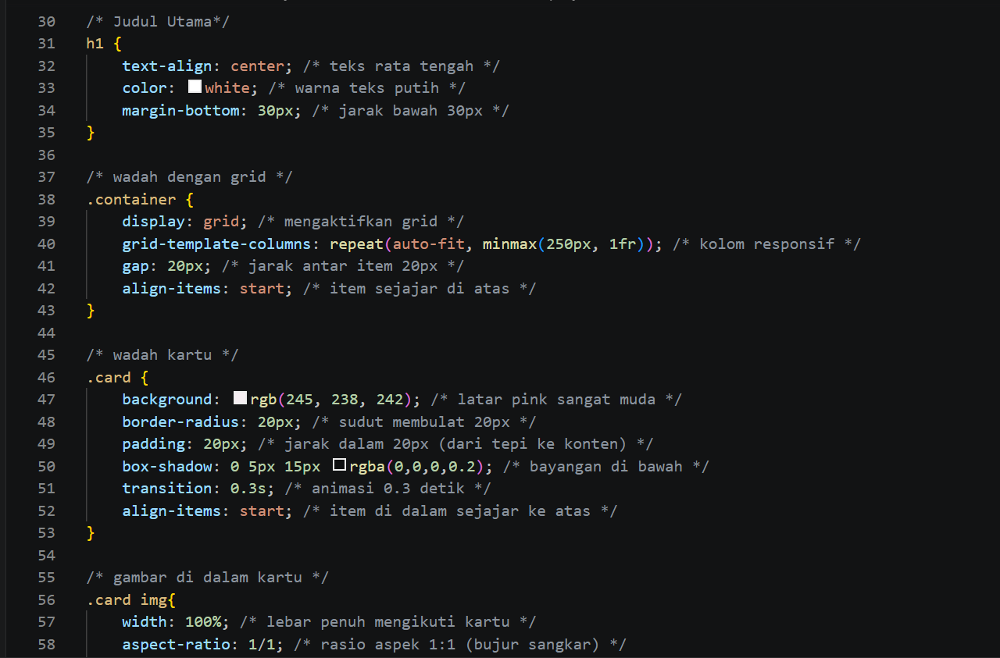 30 /* Judul Utama*/
31 h1 {
32 text-align: center; /* teks rata tengah */
33 color: white; /* warna teks putih */
34 margin-bottom: 30px; /* jarak bawah 30px */
35 }
36
37 /* wadah dengan grid */
38 .container {
39 display: grid; /* mengaktifkan grid */
40 grid-template-columns: repeat(auto-fit, minmax(250px, 1fr)); /* kolom responsif */
41 gap: 20px; /* jarak antar item 20px */
42 align-items: start; /* item sejajar di atas */
43 }
44
45 /* wadah kartu */
46 .card {
47 background: rgb(245, 238, 242); /* latar pink sangat muda */
48 border-radius: 20px; /* sudut membulat 20px */
49 padding: 20px; /* jarak dalam 20px (dari tepi ke konten) */
50 box-shadow: 0 5px 15px rgba(0,0,0,0.2); /* bayangan di bawah */
51 transition: 0.3s; /* animasi 0.3 detik */
52 align-items: start; /* item di dalam sejajar ke atas */
53 }
54
55 /* gambar di dalam kartu */
56 .card img{
57 width: 100%; /* lebar penuh mengikuti kartu */
58 aspect-ratio: 1/1; /* rasio aspek 1:1 (bujur sangkar) */